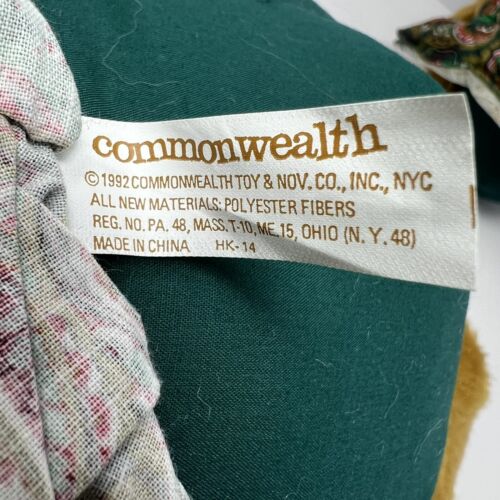 commonwealth
©1992 COMMONWEALTH TOY & NOV. CO., INC., NYC
ALL NEW MATERIALS: POLYESTER FIBERS
REG. NO. PA. 48, MASS. T-10, ME. 15, OHIO (N. Y. 48)
MADE IN CHINA HK-14